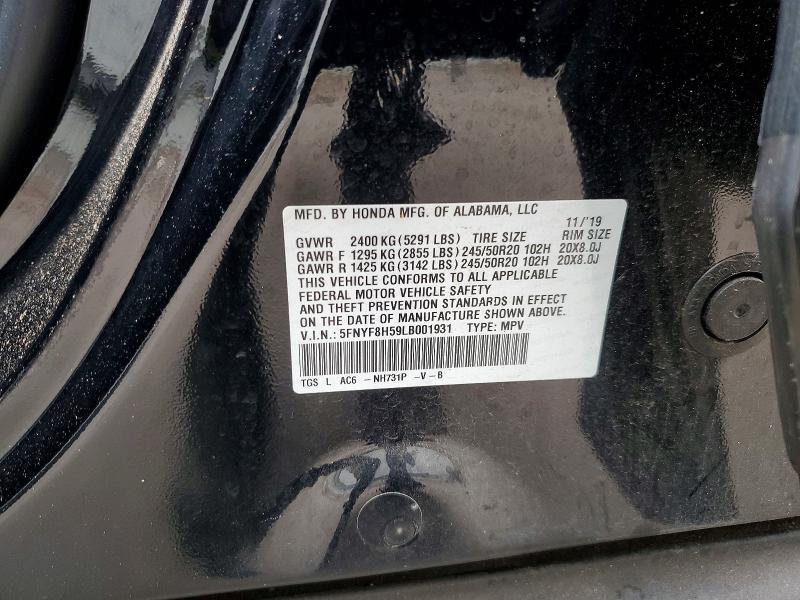 MFD. BY HONDA MFG. OF ALABAMA, LLC 11/'19
GVWR 2400 KG (5291 LBS) TIRE SIZE RIM SIZE
GAWR F 1295 KG (2855 LBS) 245/50R20 102H 20X8.0J
GAWR R 1425 KG (3142 LBS) 245/50R20 102H 20X8.0J
THIS VEHICLE CONFORMS TO ALL APPLICABLE
FEDERAL MOTOR VEHICLE SAFETY
AND THEFT PREVENTION STANDARDS IN EFFECT
ON THE DATE OF MANUFACTURE SHOWN ABOVE.
V.I.N.: 5FNYF8H59LB001931 TYPE: MPV
TGS L AC6 -NH731P -V-B